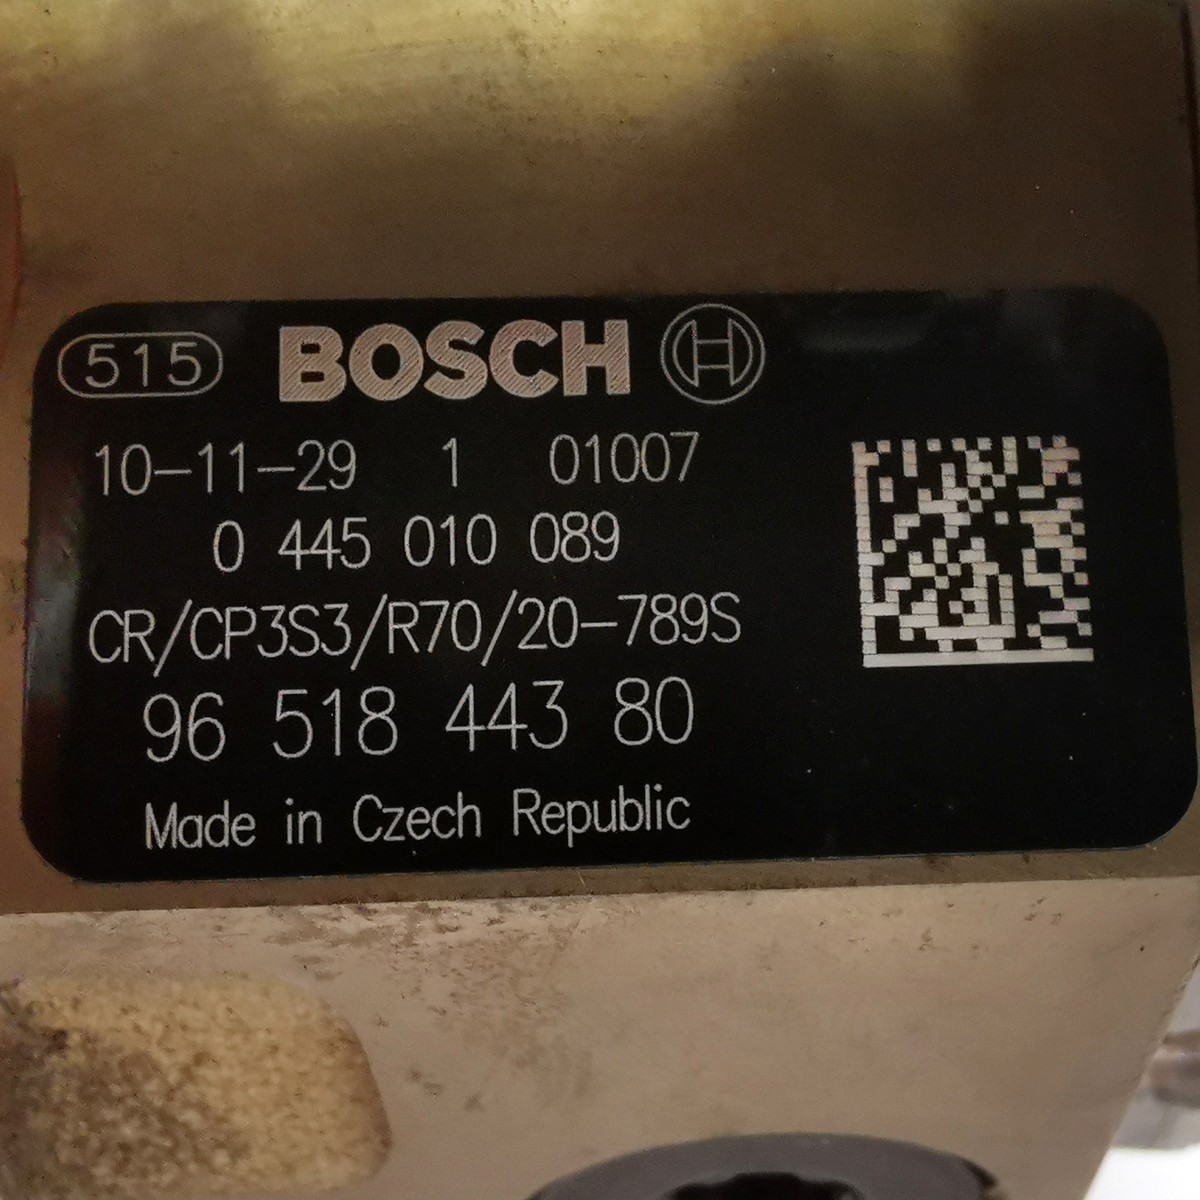 515 BOSCH
10-11-29 1 01007
0 445 010 089
CR/CP3S3/R70/20-789S
96 518 443 80
Made in Czech Republic